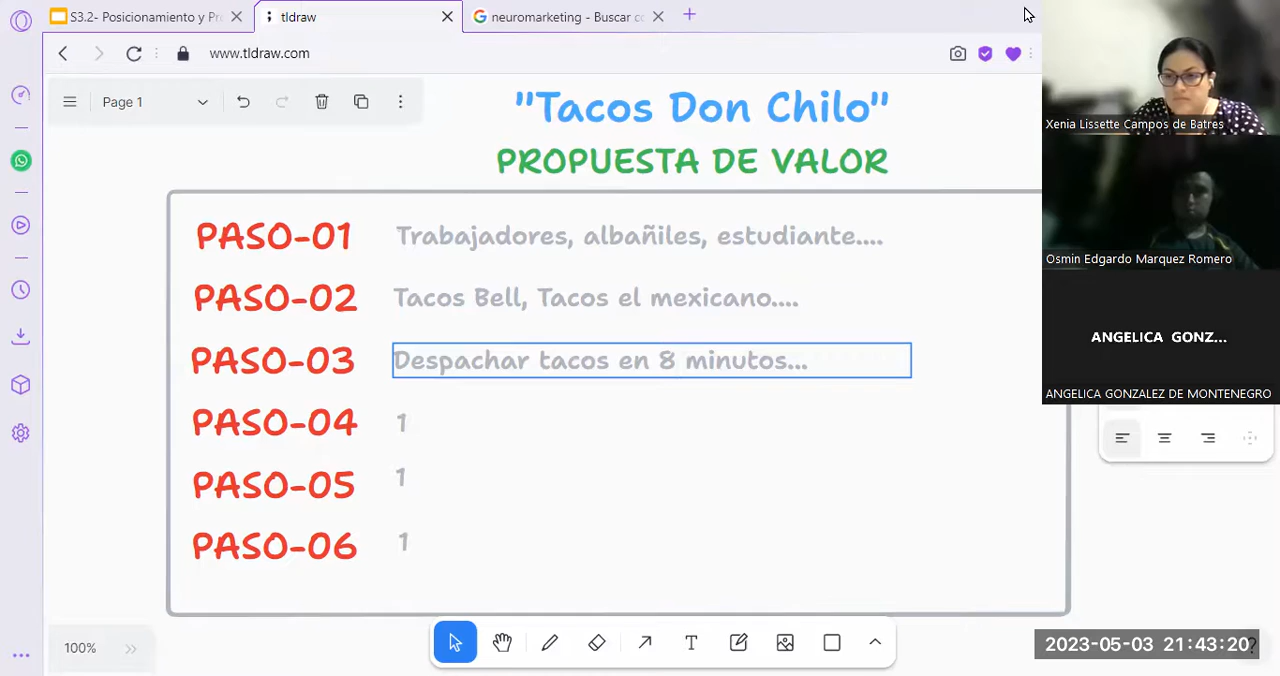 S3.2- Posicionamiento y Pr
tldraw
neuromarketing - Buscar co
www.tldraw.com
Page 1
"Tacos Don Chilo"
PROPUESTA DE VALOR
PASO-01 Trabajadores, albañiles, estudiante....
PASO-02 Tacos Bell, Tacos el mexicano....
PASO-03 Despachar tacos en 8 minutos...
PASO-04 1
PASO-05 1
PASO-06 1
100%
Xenia Lissette Campos de Batres
Osmin Edgardo Marquez Romero
ANGELICA GONZ...
ANGELICA GONZALEZ DE MONTENEGRO
2023-05-03 21:43:20